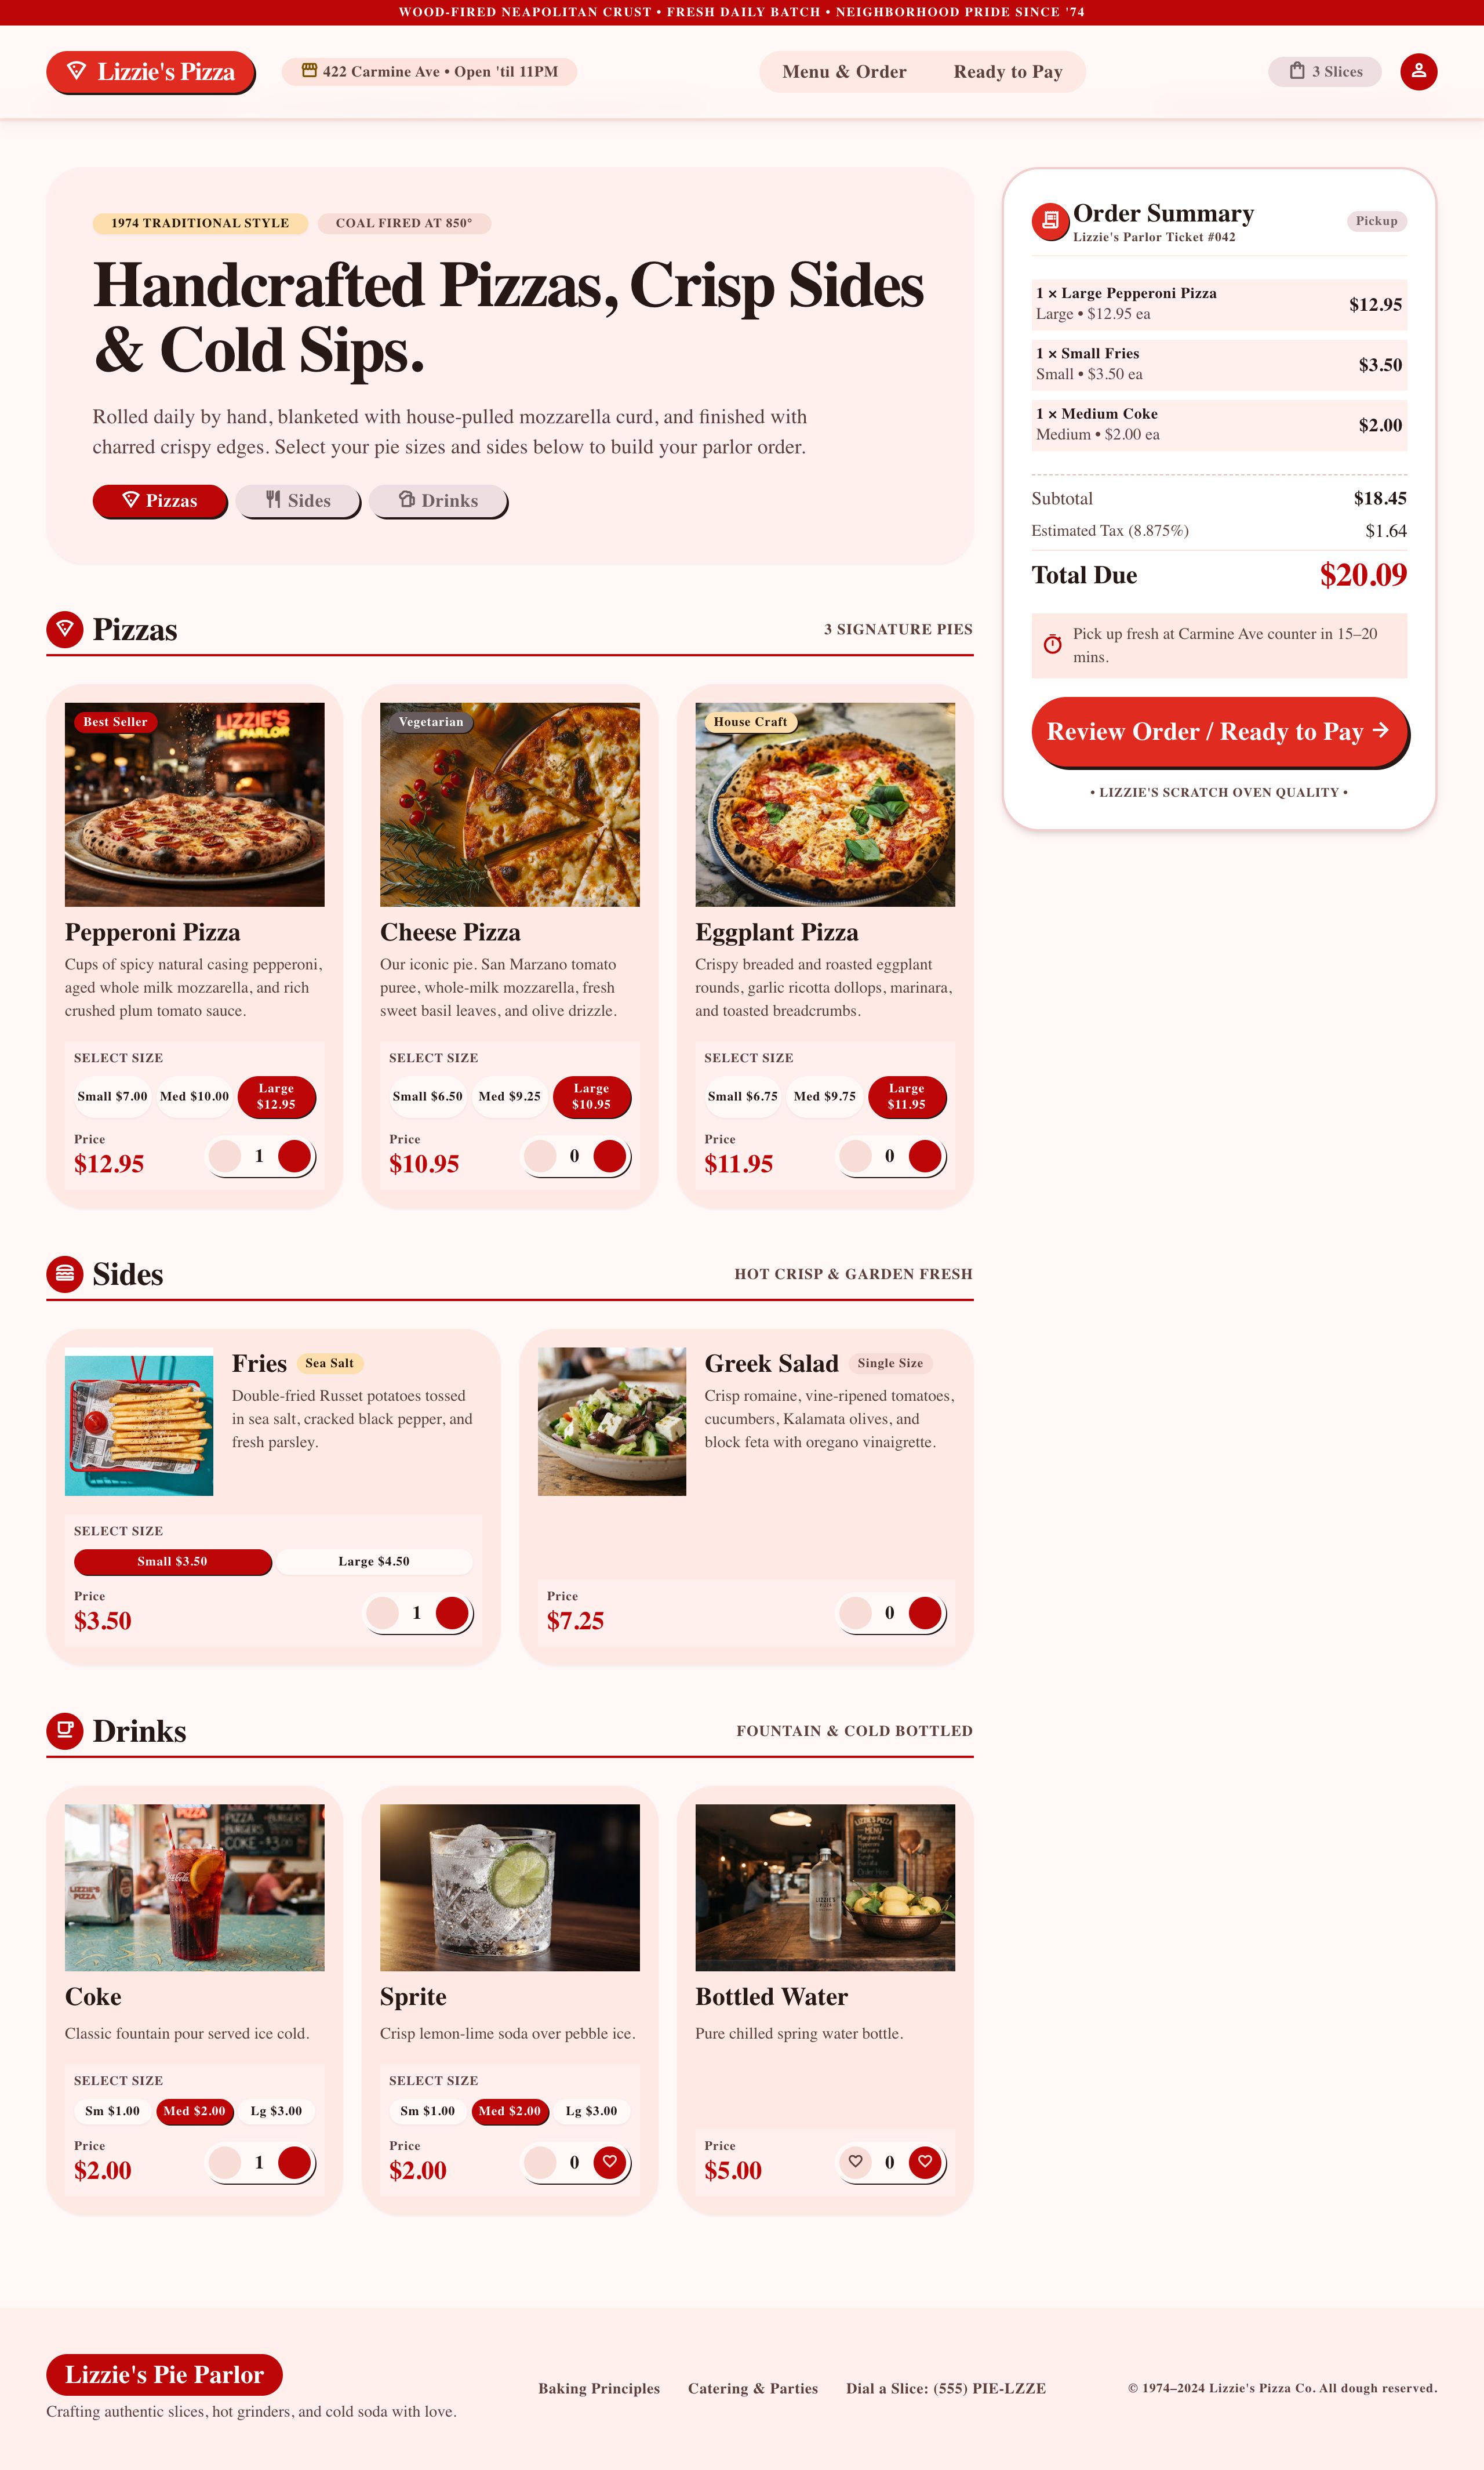 WOOD-FIRED NEAPOLITAN CRUST • FRESH DAILY BATCH • NEIGHBORHOOD PRIDE SINCE '74
Lizzie's Pizza
422 Carmine Ave • Open 'til 11PM
Menu & Order
Ready to Pay
3 Slices
1974 TRADITIONAL STYLE
COAL FIRED AT 850°
Handcrafted Pizzas, Crisp Sides
& Cold Sips.
Rolled daily by hand, blanketed with house-pulled mozzarella curd, and finished with
charred crispy edges. Select your pie sizes and sides below to build your parlor order.
Pizzas
Sides
Drinks
Order Summary
Lizzie's Parlor Ticket #042
Pickup
1 × Large Pepperoni Pizza
Large • $12.95 ea
$12.95
1 × Small Fries
Small • $3.50 ea
$3.50
1 × Medium Coke
Medium • $2.00 ea
$2.00
Subtotal
$18.45
Estimated Tax (8.875%)
$1.64
Total Due
$20.09
Pick up fresh at Carmine Ave counter in 15–20
mins.
Review Order / Ready to Pay
• LIZZIE'S SCRATCH OVEN QUALITY •
Pizzas
3 SIGNATURE PIES
Best Seller
LIZZIE'S
PIE PARLOR
Pepperoni Pizza
Cups of spicy natural casing pepperoni,
aged whole milk mozzarella, and rich
crushed plum tomato sauce.
SELECT SIZE
Small $7.00
Med $10.00
Large
$12.95
Price
$12.95
1
Vegetarian
Cheese Pizza
Our iconic pie. San Marzano tomato
puree, whole-milk mozzarella, fresh
sweet basil leaves, and olive drizzle.
SELECT SIZE
Small $6.50
Med $9.25
Large
$10.95
Price
$10.95
0
House Craft
Eggplant Pizza
Crispy breaded and roasted eggplant
rounds, garlic ricotta dollops, marinara,
and toasted breadcrumbs.
SELECT SIZE
Small $6.75
Med $9.75
Large
$11.95
Price
$11.95
0
Sides
HOT CRISP & GARDEN FRESH
Fries
Sea Salt
Double-fried Russet potatoes tossed
in sea salt, cracked black pepper, and
fresh parsley.
SELECT SIZE
Small $3.50
Large $4.50
Price
$3.50
1
Greek Salad
Single Size
Crisp romaine, vine-ripened tomatoes,
cucumbers, Kalamata olives, and
block feta with oregano vinaigrette.
Price
$7.25
0
Drinks
FOUNTAIN & COLD BOTTLED
PIZZA
PIZZA
BURGERS
COKE - $3.00
LIZZIE'S
PIZZA
Coke
Classic fountain pour served ice cold.
SELECT SIZE
Sm $1.00
Med $2.00
Lg $3.00
Price
$2.00
1
Sprite
Crisp lemon-lime soda over pebble ice.
SELECT SIZE
Sm $1.00
Med $2.00
Lg $3.00
Price
$2.00
0
LIZZIE'S PIZZA
MENU
LIZZIE'S
Bottled Water
Pure chilled spring water bottle.
Price
$5.00
0
Lizzie's Pie Parlor
Crafting authentic slices, hot grinders, and cold soda with love.
Baking Principles
Catering & Parties
Dial a Slice: (555) PIE-LZZE
© 1974–2024 Lizzie's Pizza Co. All dough reserved.